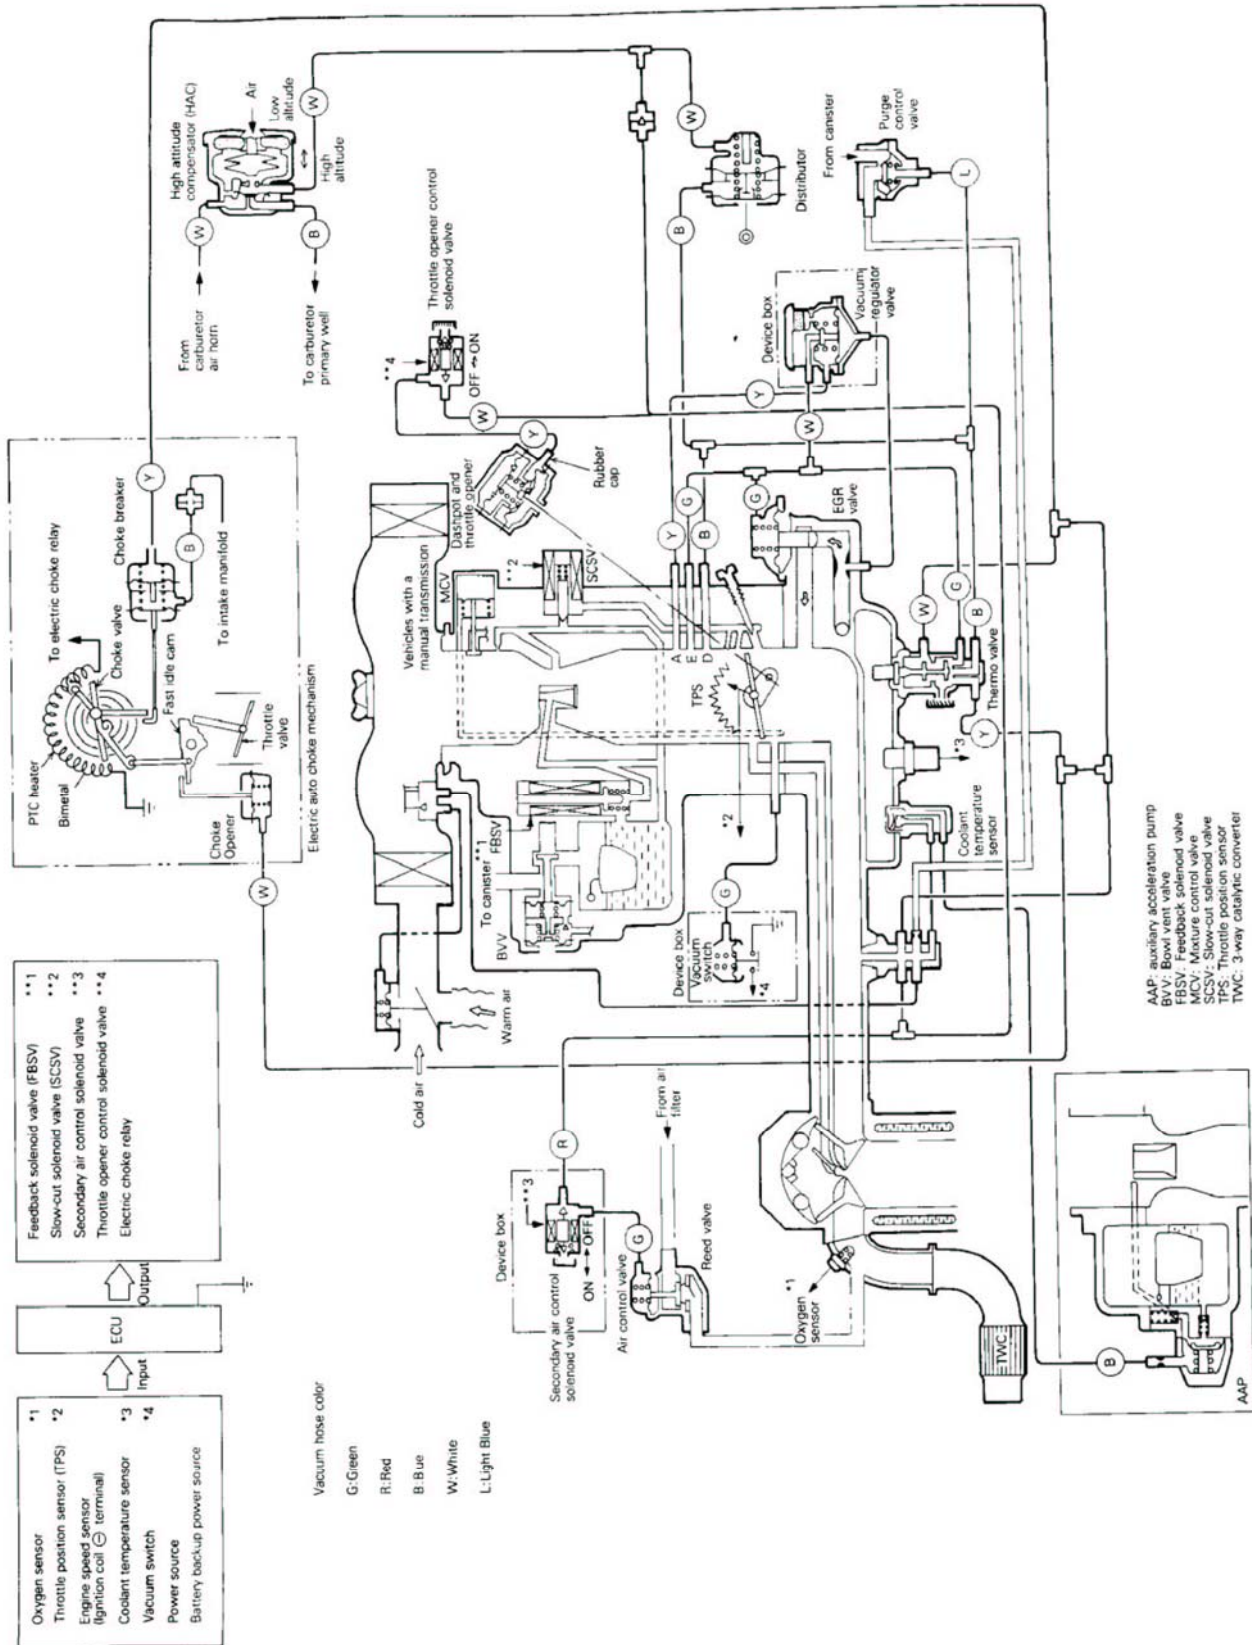 Oxygen sensor *1
Throttle position sensor (TPS) *2
Engine speed sensor
(Ignition coil ⊖ terminal)
Coolant temperature sensor *3
Vacuum switch *4
Power source
Battery backup power source
Input
ECU
Output
Feedback solenoid valve (FBSV) **1
Slow-cut solenoid valve (SCSV) **2
Secondary air control solenoid valve **3
Throttle opener control solenoid valve **4
Electric choke relay
Vacuum hose color
G:Green
R:Red
B:Blue
W:White
L:Light Blue
PTC heater
Bimetal
To electric choke relay
Choke valve
Fast idle cam
Choke breaker
Choke
Opener
Throttle
valve
To intake manifold
Electric auto choke mechanism
Y
B
W
High attitude
compensator (HAC)
Air
Low
altitude
High
altitude
W
W
B
From
carburetor
air horn
To carburetor
primary well
**4
Throttle opener control
solenoid valve
OFF ↔ ON
W
Y
Rubber
cap
Dashpot and
throttle opener
Vehicles with a
manual transmission
MCV
**2
SCSV
Cold air
Warm air
To canister
BVV
**1
FBSV
Device box
Vacuum
switch
*4
G
*2
TPS
A
E
D
Y
G
B
G
EGR
valve
Device box
Vacuum
regulator
valve
Y
W
B
W
Distributor
From canister
Purge
control
valve
L
W
G
B
Y
Thermo valve
*3
Coolant
temperature
sensor
Device box
**3
ON ↔ OFF
Secondary air control
solenoid valve
R
G
Air control valve
From air
filter
Reed valve
*1
Oxygen
sensor
TWC
B
AAP
AAP: auxiliary acceleration pump
BVV: Bowl vent valve
FBSV: Feedback solenoid valve
MCV: Mixture control valve
SCSV: Slow-cut solenoid valve
TPS: Throttle position sensor
TWC: 3-way catalytic converter